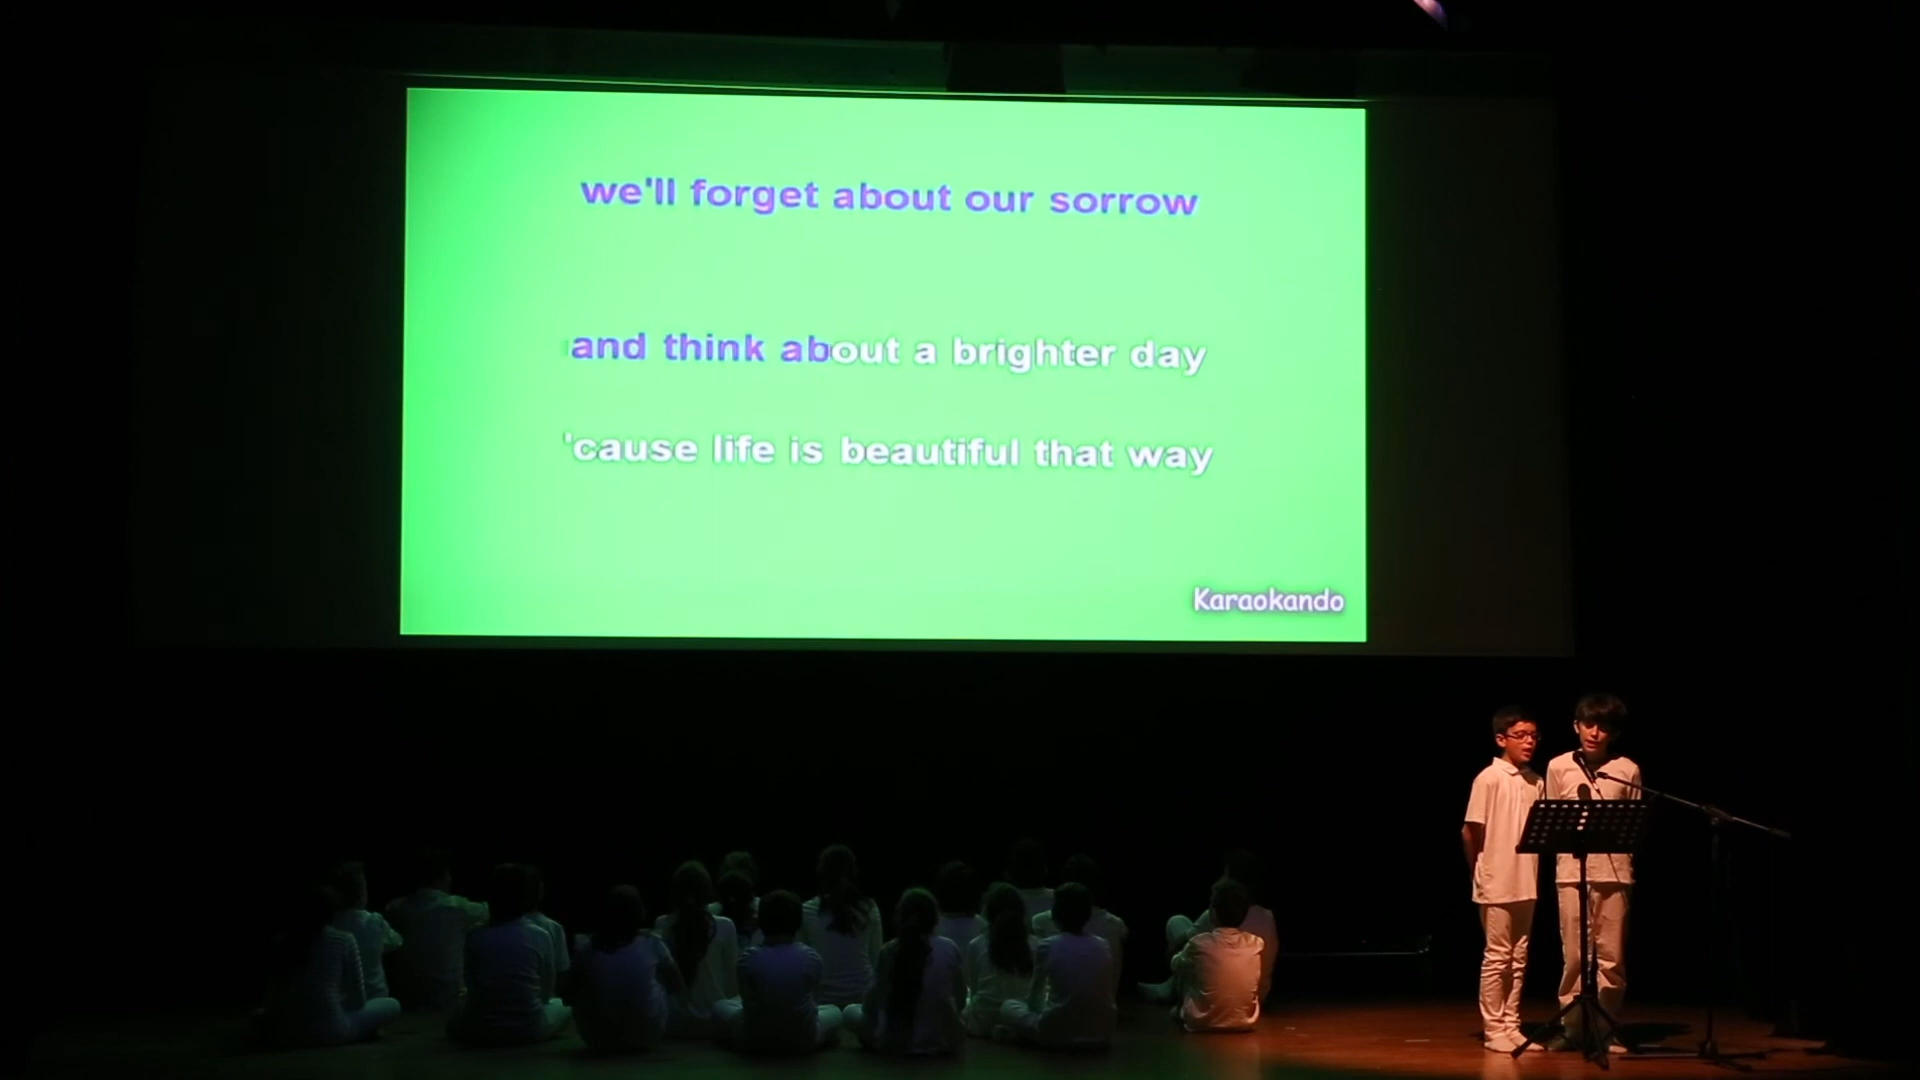 we'll forget about our sorrow
and think about a brighter day
'cause life is beautiful that way
Karaokando